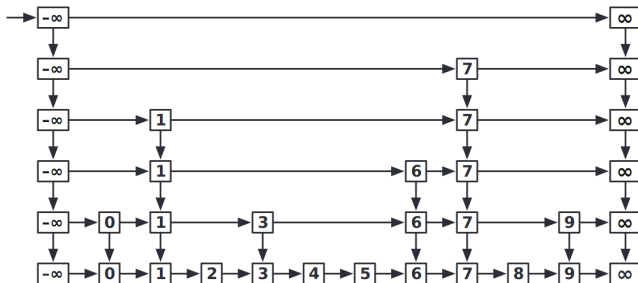 -∞ ∞
-∞ 7 ∞
-∞ 1 7 ∞
-∞ 1 6 7 ∞
-∞ 0 1 3 6 7 9 ∞
-∞ 0 1 2 3 4 5 6 7 8 9 ∞